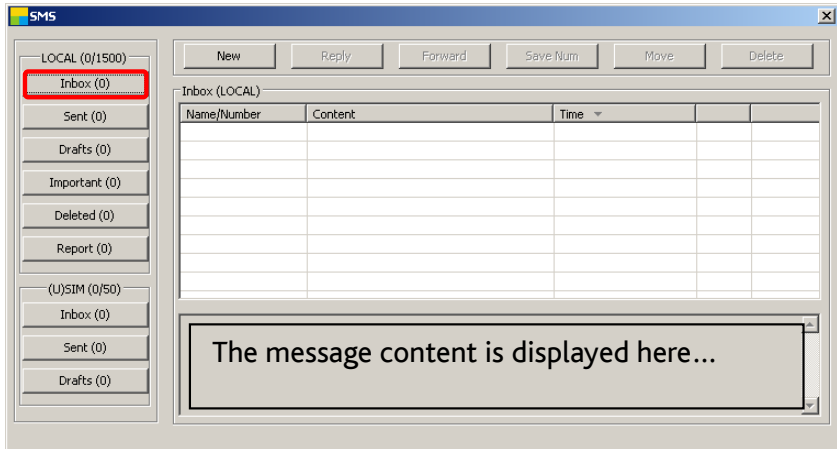 SMS
LOCAL (0/1500)
Inbox (0)
Sent (0)
Drafts (0)
Important (0)
Deleted (0)
Report (0)
(U)SIM (0/50)
Inbox (0)
Sent (0)
Drafts (0)
New Reply Forward Save Num Move Delete
Inbox (LOCAL)
Name/Number Content Time
The message content is displayed here...